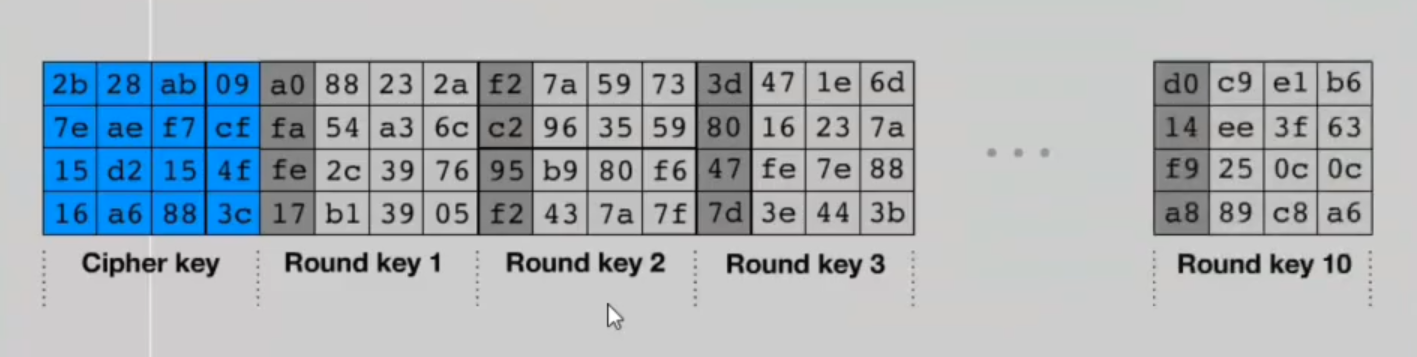 2b 28 ab 09 a0 88 23 2a f2 7a 59 73 3d 47 1e 6d d0 c9 e1 b6
7e ae f7 cf fa 54 a3 6c c2 96 35 59 80 16 23 7a ... 14 ee 3f 63
15 d2 15 4f fe 2c 39 76 95 b9 80 f6 47 fe 7e 88 f9 25 0c 0c
16 a6 88 3c 17 b1 39 05 f2 43 7a 7f 7d 3e 44 3b a8 89 c8 a6
Cipher key Round key 1 Round key 2 Round key 3 Round key 10